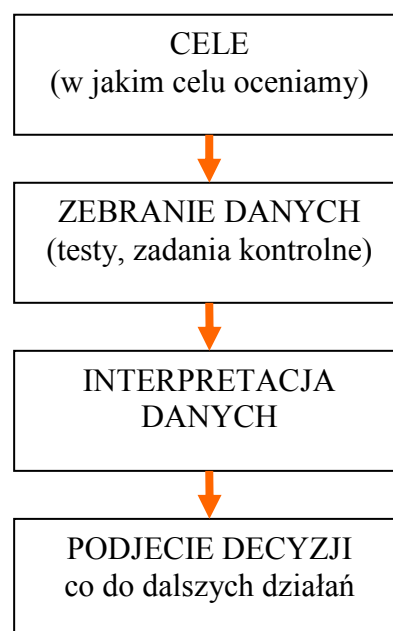 CELE
(w jakim celu oceniamy)
ZEBRANIE DANYCH
(testy, zadania kontrolne)
INTERPRETACJA
DANYCH
PODJECIE DECYZJI
co do dalszych działań